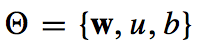 Θ = {w, u, b}